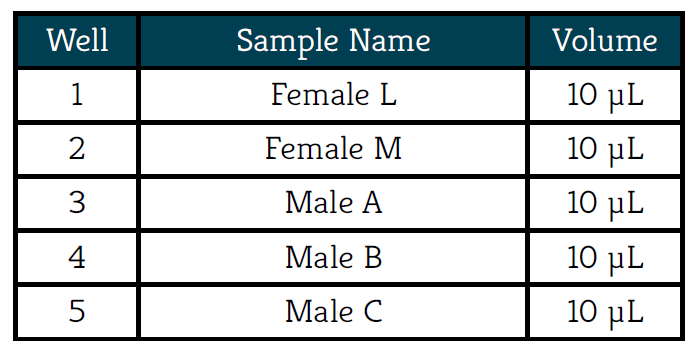 Well Sample Name Volume
1 Female L 10 µL
2 Female M 10 µL
3 Male A 10 µL
4 Male B 10 µL
5 Male C 10 µL